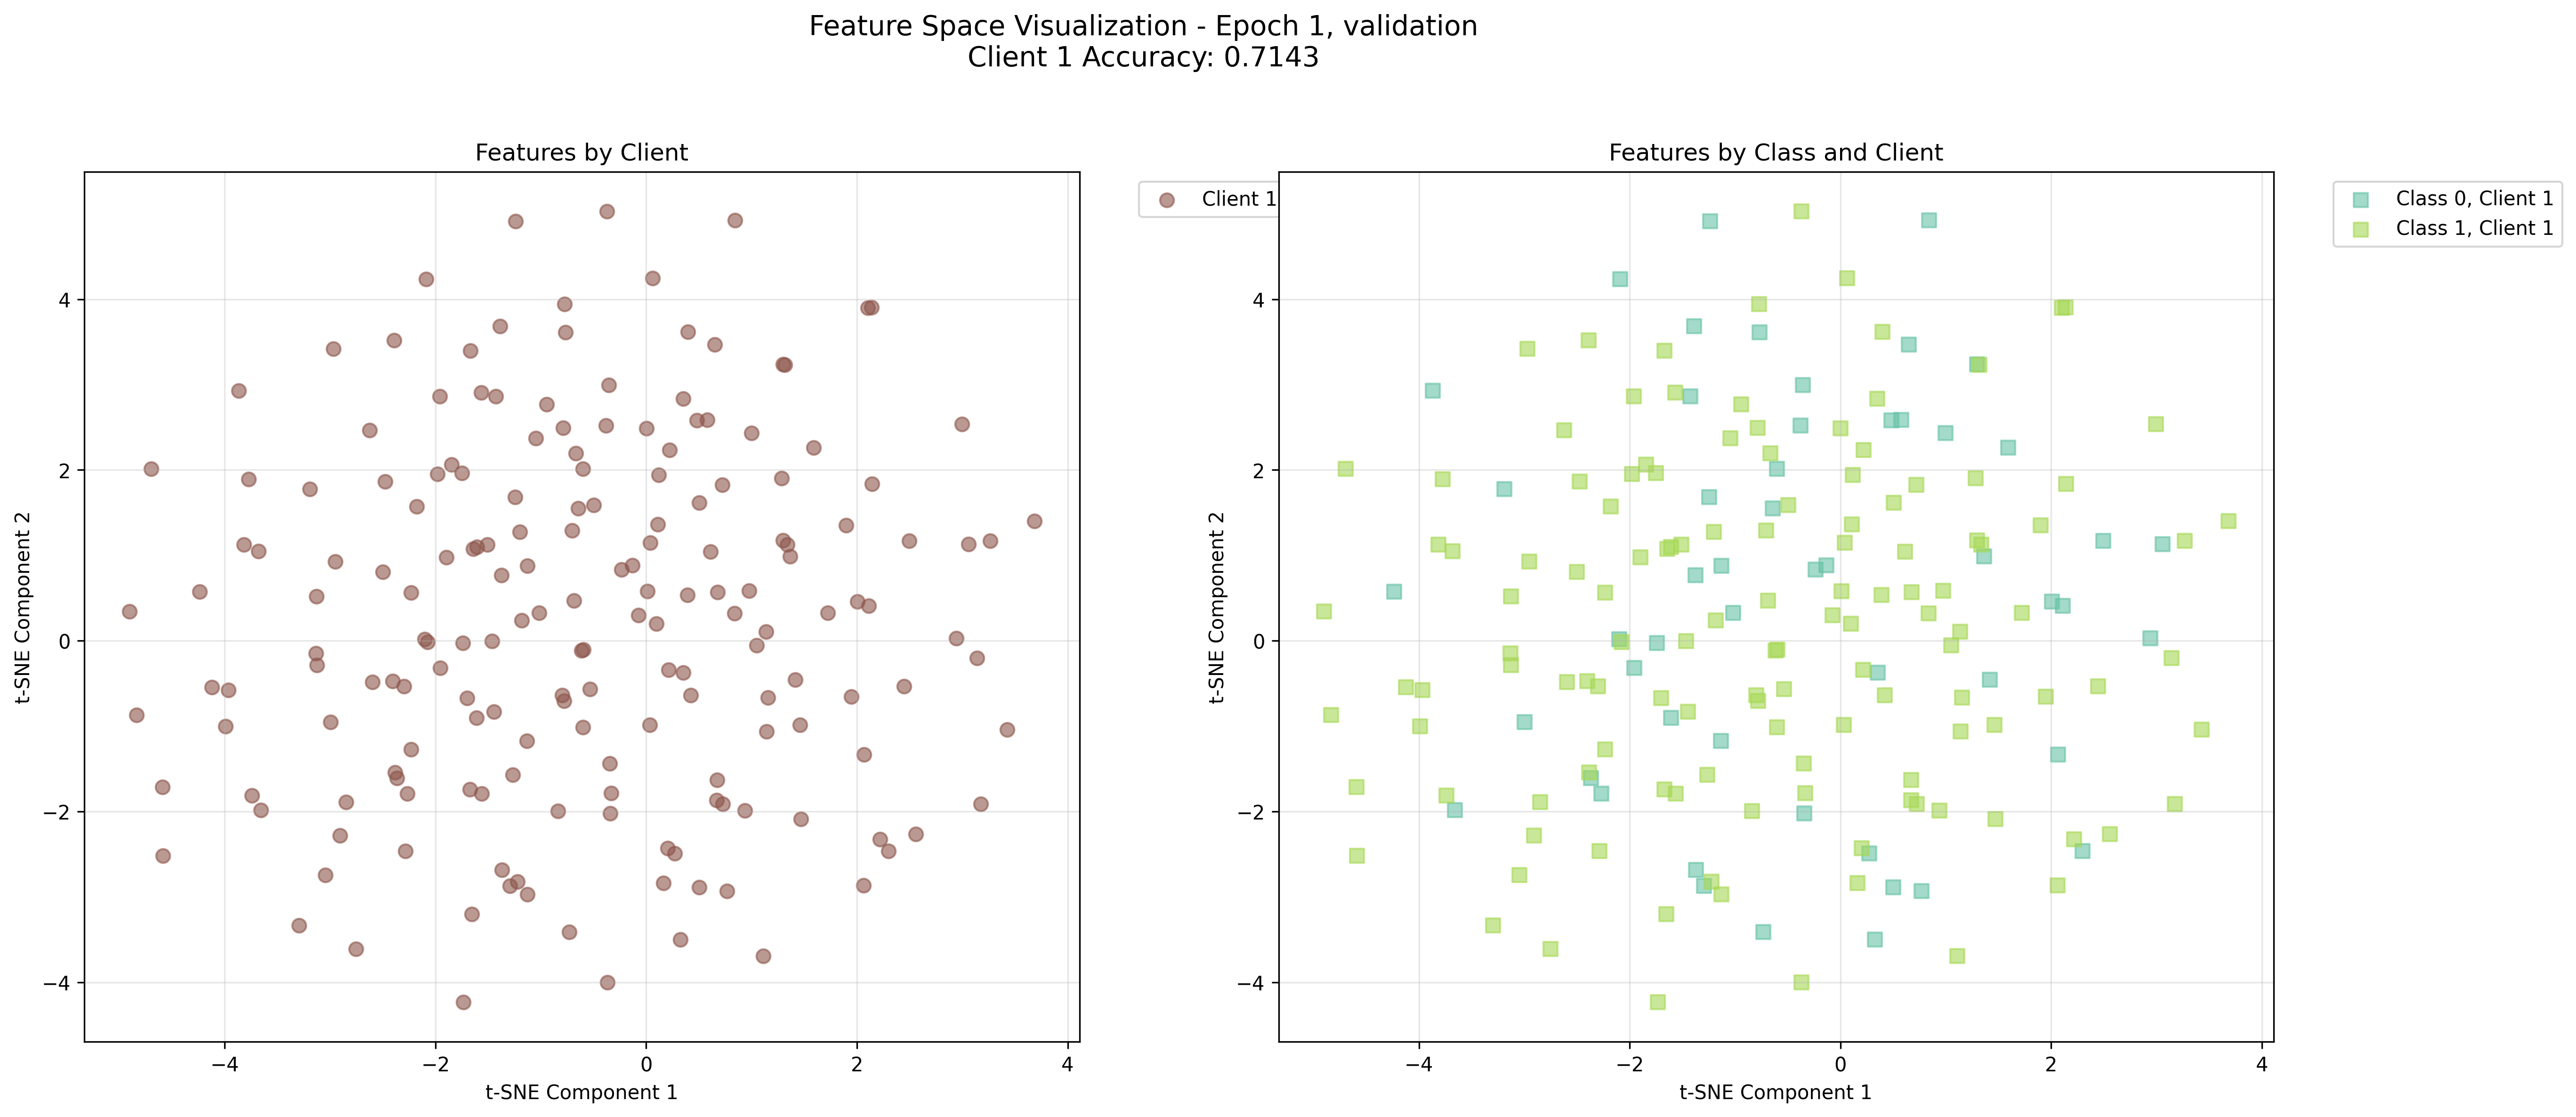 Feature Space Visualization - Epoch 1, validation
Client 1 Accuracy: 0.7143
Features by Client
t-SNE Component 2
4
2
0
−2
−4
−4
−2
0
2
4
t-SNE Component 1
Client 1
Features by Class and Client
t-SNE Component 2
4
2
0
−2
−4
−4
−2
0
2
4
t-SNE Component 1
Class 0, Client 1
Class 1, Client 1